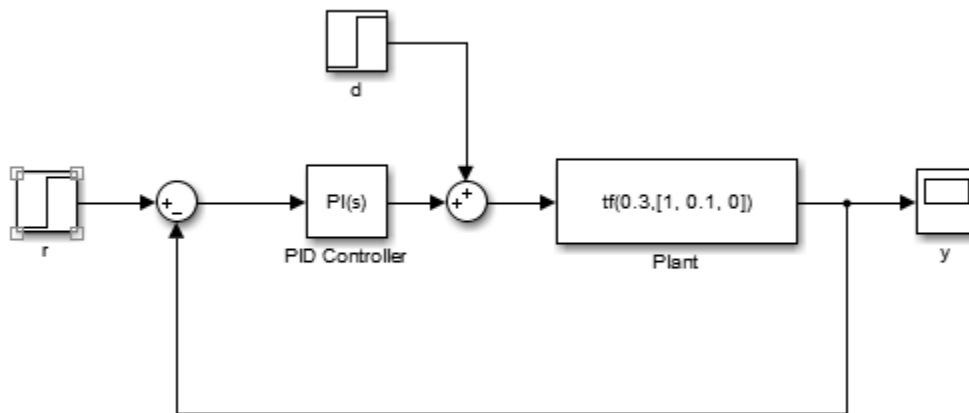 d
r
+
−
PI(s)
PID Controller
+
+
tf(0.3,[1, 0.1, 0])
Plant
y